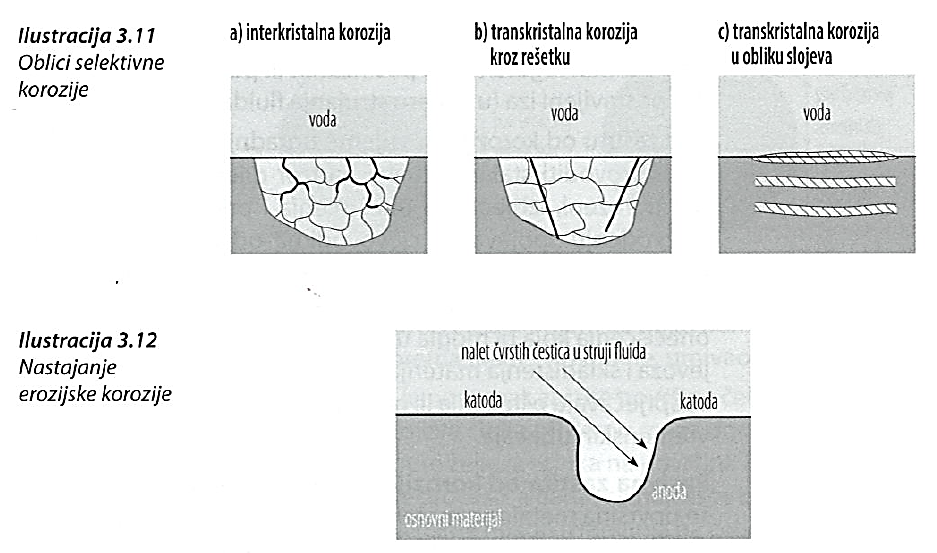 Ilustracija 3.11
Oblici selektivne
korozije
a) interkristalna korozija
b) transkristalna korozija
kroz rešetku
c) transkristalna korozija
u obliku slojeva
voda
voda
voda
Ilustracija 3.12
Nastajanje
erozijske korozije
nalet čvrstih čestica u struji fluida
katoda
katoda
anoda
osnovni materijal